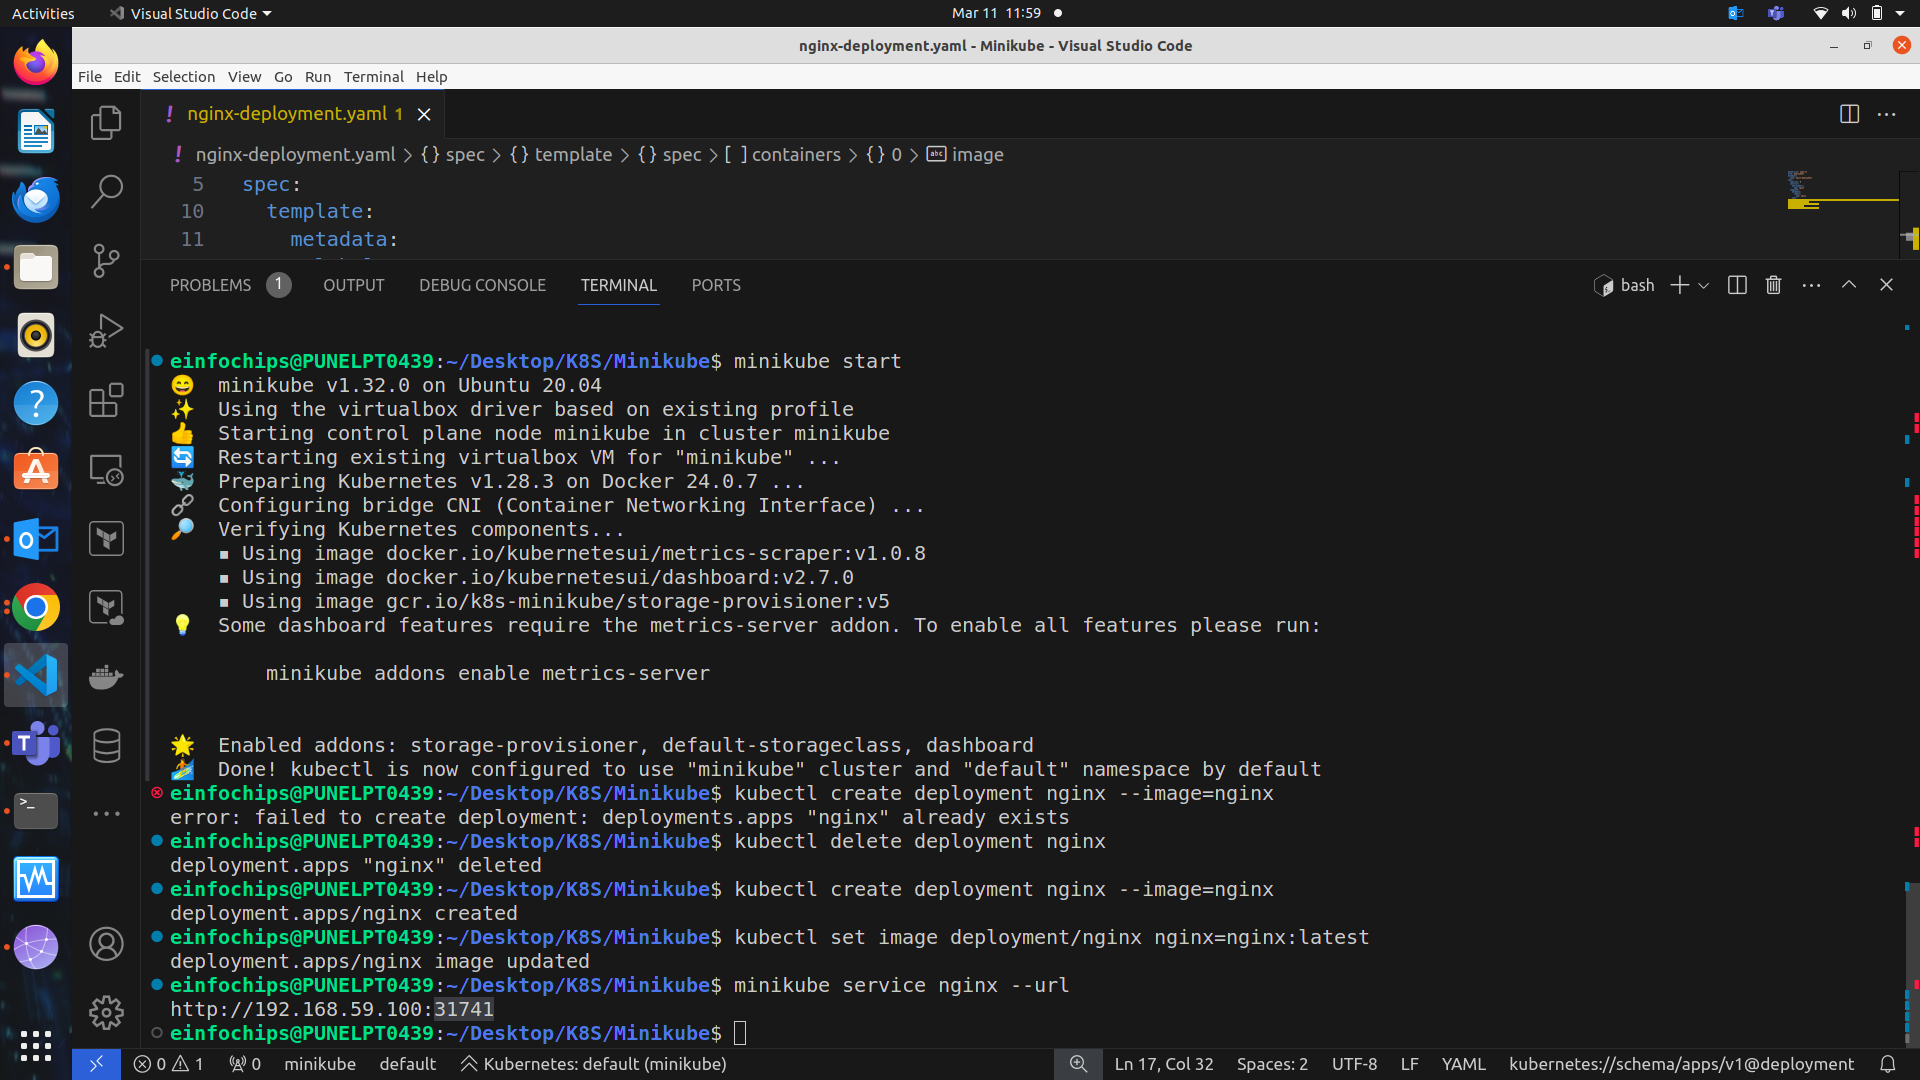 Activities Visual Studio Code Mar 11 11:59
nginx-deployment.yaml - Minikube - Visual Studio Code
File Edit Selection View Go Run Terminal Help
! nginx-deployment.yaml 1
! nginx-deployment.yaml > {} spec > {} template > {} spec > [ ] containers > {} 0 > abc image
5 spec:
10 template:
11 metadata:
PROBLEMS 1 OUTPUT DEBUG CONSOLE TERMINAL PORTS bash
einfochips@PUNELPT0439:~/Desktop/K8S/Minikube$ minikube start
😄 minikube v1.32.0 on Ubuntu 20.04
✨ Using the virtualbox driver based on existing profile
👍 Starting control plane node minikube in cluster minikube
🔄 Restarting existing virtualbox VM for "minikube" ...
🐳 Preparing Kubernetes v1.28.3 on Docker 24.0.7 ...
🔗 Configuring bridge CNI (Container Networking Interface) ...
🔎 Verifying Kubernetes components...
▪ Using image docker.io/kubernetesui/metrics-scraper:v1.0.8
▪ Using image docker.io/kubernetesui/dashboard:v2.7.0
▪ Using image gcr.io/k8s-minikube/storage-provisioner:v5
💡 Some dashboard features require the metrics-server addon. To enable all features please run:
minikube addons enable metrics-server
🌟 Enabled addons: storage-provisioner, default-storageclass, dashboard
🏄 Done! kubectl is now configured to use "minikube" cluster and "default" namespace by default
einfochips@PUNELPT0439:~/Desktop/K8S/Minikube$ kubectl create deployment nginx --image=nginx
error: failed to create deployment: deployments.apps "nginx" already exists
einfochips@PUNELPT0439:~/Desktop/K8S/Minikube$ kubectl delete deployment nginx
deployment.apps "nginx" deleted
einfochips@PUNELPT0439:~/Desktop/K8S/Minikube$ kubectl create deployment nginx --image=nginx
deployment.apps/nginx created
einfochips@PUNELPT0439:~/Desktop/K8S/Minikube$ kubectl set image deployment/nginx nginx=nginx:latest
deployment.apps/nginx image updated
einfochips@PUNELPT0439:~/Desktop/K8S/Minikube$ minikube service nginx --url
http://192.168.59.100:31741
einfochips@PUNELPT0439:~/Desktop/K8S/Minikube$
0 1 0 minikube default Kubernetes: default (minikube) Ln 17, Col 32 Spaces: 2 UTF-8 LF YAML kubernetes://schema/apps/v1@deployment